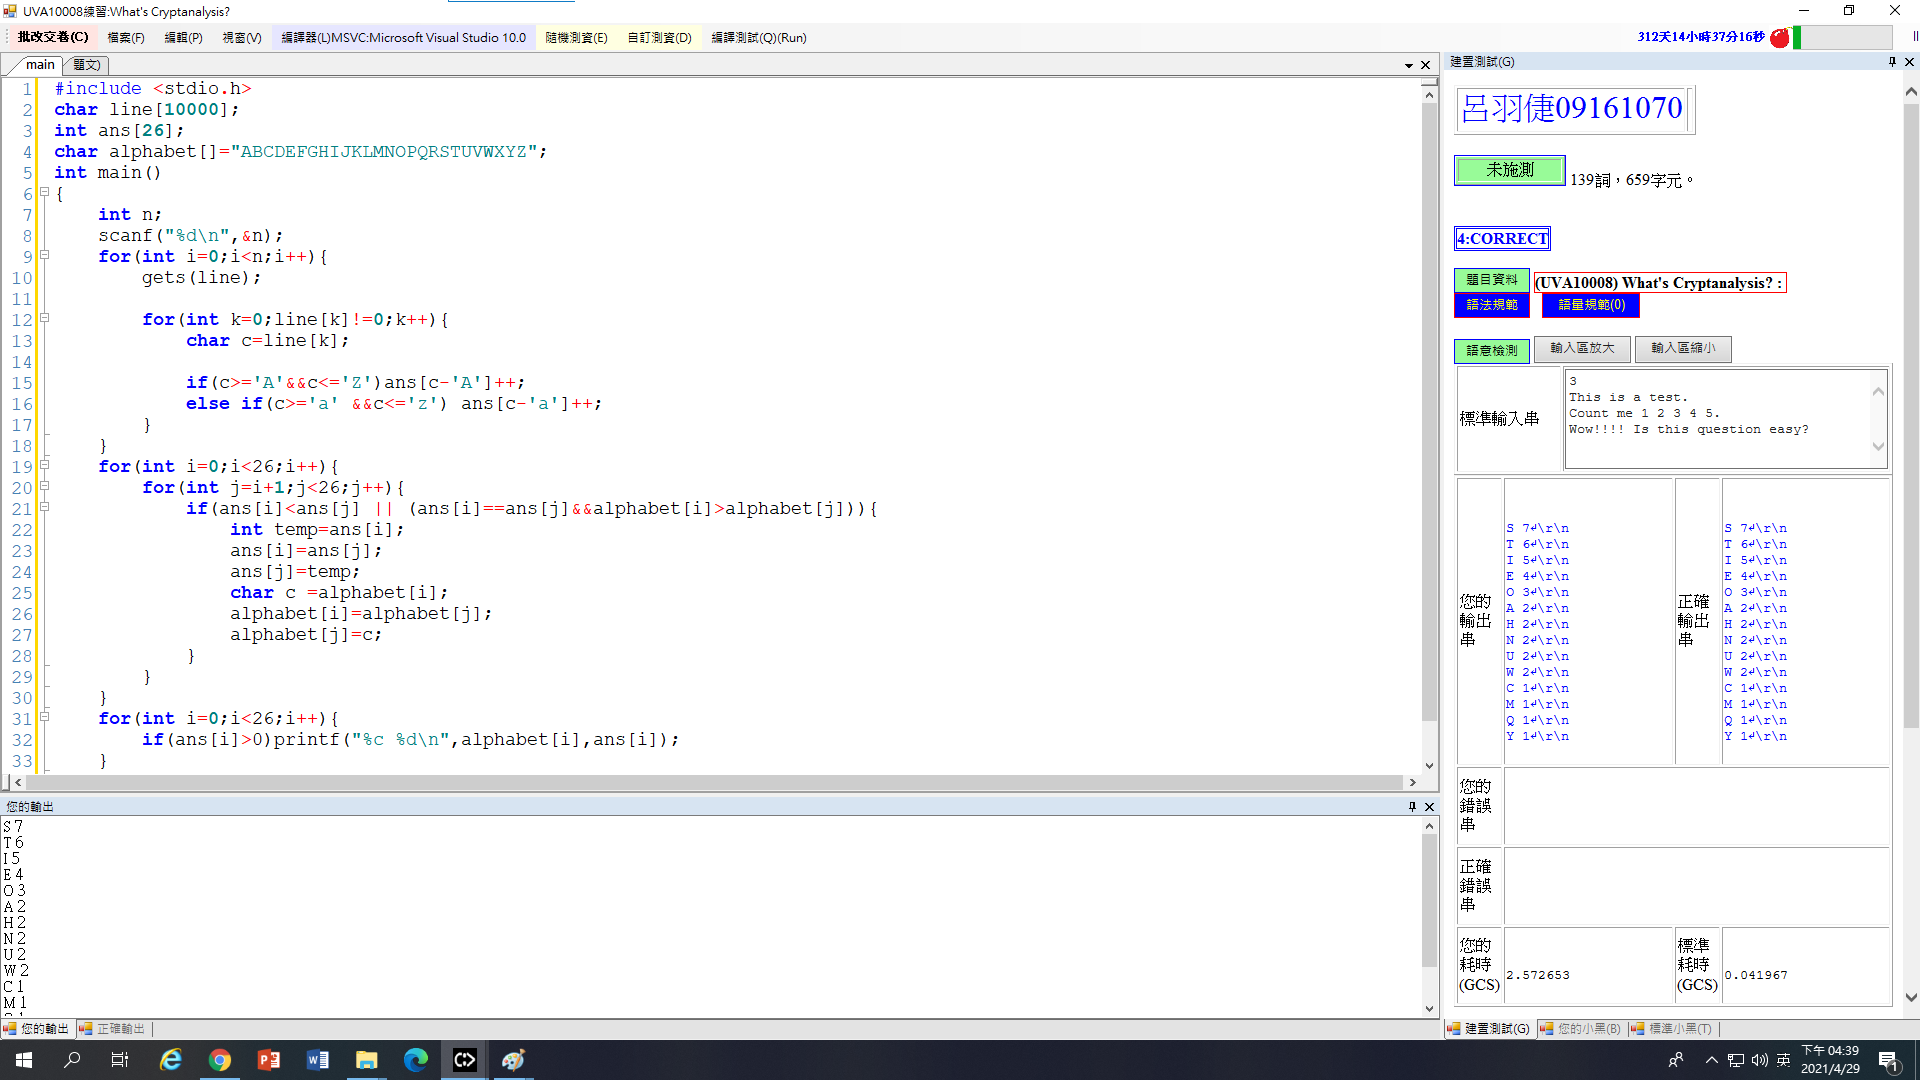 UVA10008練習:What's Cryptanalysis?
批改交卷(C) 檔案(F) 編輯(P) 視窗(V) 編譯器(L)MSVC:Microsoft Visual Studio 10.0 隨機測資(E) 自訂測資(D) 編譯測試(Q)(Run) 312天14小時37分16秒
main 題文)
1 #include <stdio.h>
2 char line[10000];
3 int ans[26];
4 char alphabet[]="ABCDEFGHIJKLMNOPQRSTUVWXYZ";
5 int main()
6 {
7 int n;
8 scanf("%d\n",&n);
9 for(int i=0;i<n;i++){
10 gets(line);
11
12 for(int k=0;line[k]!=0;k++){
13 char c=line[k];
14
15 if(c>='A'&&c<='Z')ans[c-'A']++;
16 else if(c>='a' &&c<='z') ans[c-'a']++;
17 }
18 }
19 for(int i=0;i<26;i++){
20 for(int j=i+1;j<26;j++){
21 if(ans[i]<ans[j] || (ans[i]==ans[j]&&alphabet[i]>alphabet[j])){
22 int temp=ans[i];
23 ans[i]=ans[j];
24 ans[j]=temp;
25 char c =alphabet[i];
26 alphabet[i]=alphabet[j];
27 alphabet[j]=c;
28 }
29 }
30 }
31 for(int i=0;i<26;i++){
32 if(ans[i]>0)printf("%c %d\n",alphabet[i],ans[i]);
33 }
您的輸出
S 7
T 6
I 5
E 4
O 3
A 2
H 2
N 2
U 2
W 2
C 1
M 1
您的輸出 正確輸出
建置測試(G)
呂羽倢09161070
未施測 139詞，659字元。
4:CORRECT
題目資料 (UVA10008) What's Cryptanalysis? :
語法規範 語量規範(0)
語意檢測 輸入區放大 輸入區縮小
標準輸入串
3
This is a test.
Count me 1 2 3 4 5.
Wow!!!! Is this question easy?
您的輸出串
S 7↵\r\n
T 6↵\r\n
I 5↵\r\n
E 4↵\r\n
O 3↵\r\n
A 2↵\r\n
H 2↵\r\n
N 2↵\r\n
U 2↵\r\n
W 2↵\r\n
C 1↵\r\n
M 1↵\r\n
Q 1↵\r\n
Y 1↵\r\n
正確輸出串
S 7↵\r\n
T 6↵\r\n
I 5↵\r\n
E 4↵\r\n
O 3↵\r\n
A 2↵\r\n
H 2↵\r\n
N 2↵\r\n
U 2↵\r\n
W 2↵\r\n
C 1↵\r\n
M 1↵\r\n
Q 1↵\r\n
Y 1↵\r\n
您的錯誤串
正確錯誤串
您的耗時(GCS) 2.572653 標準耗時(GCS) 0.041967
建置測試(G) 您的小黑(B) 標準小黑(T)
英
下午 04:39
2021/4/29
1